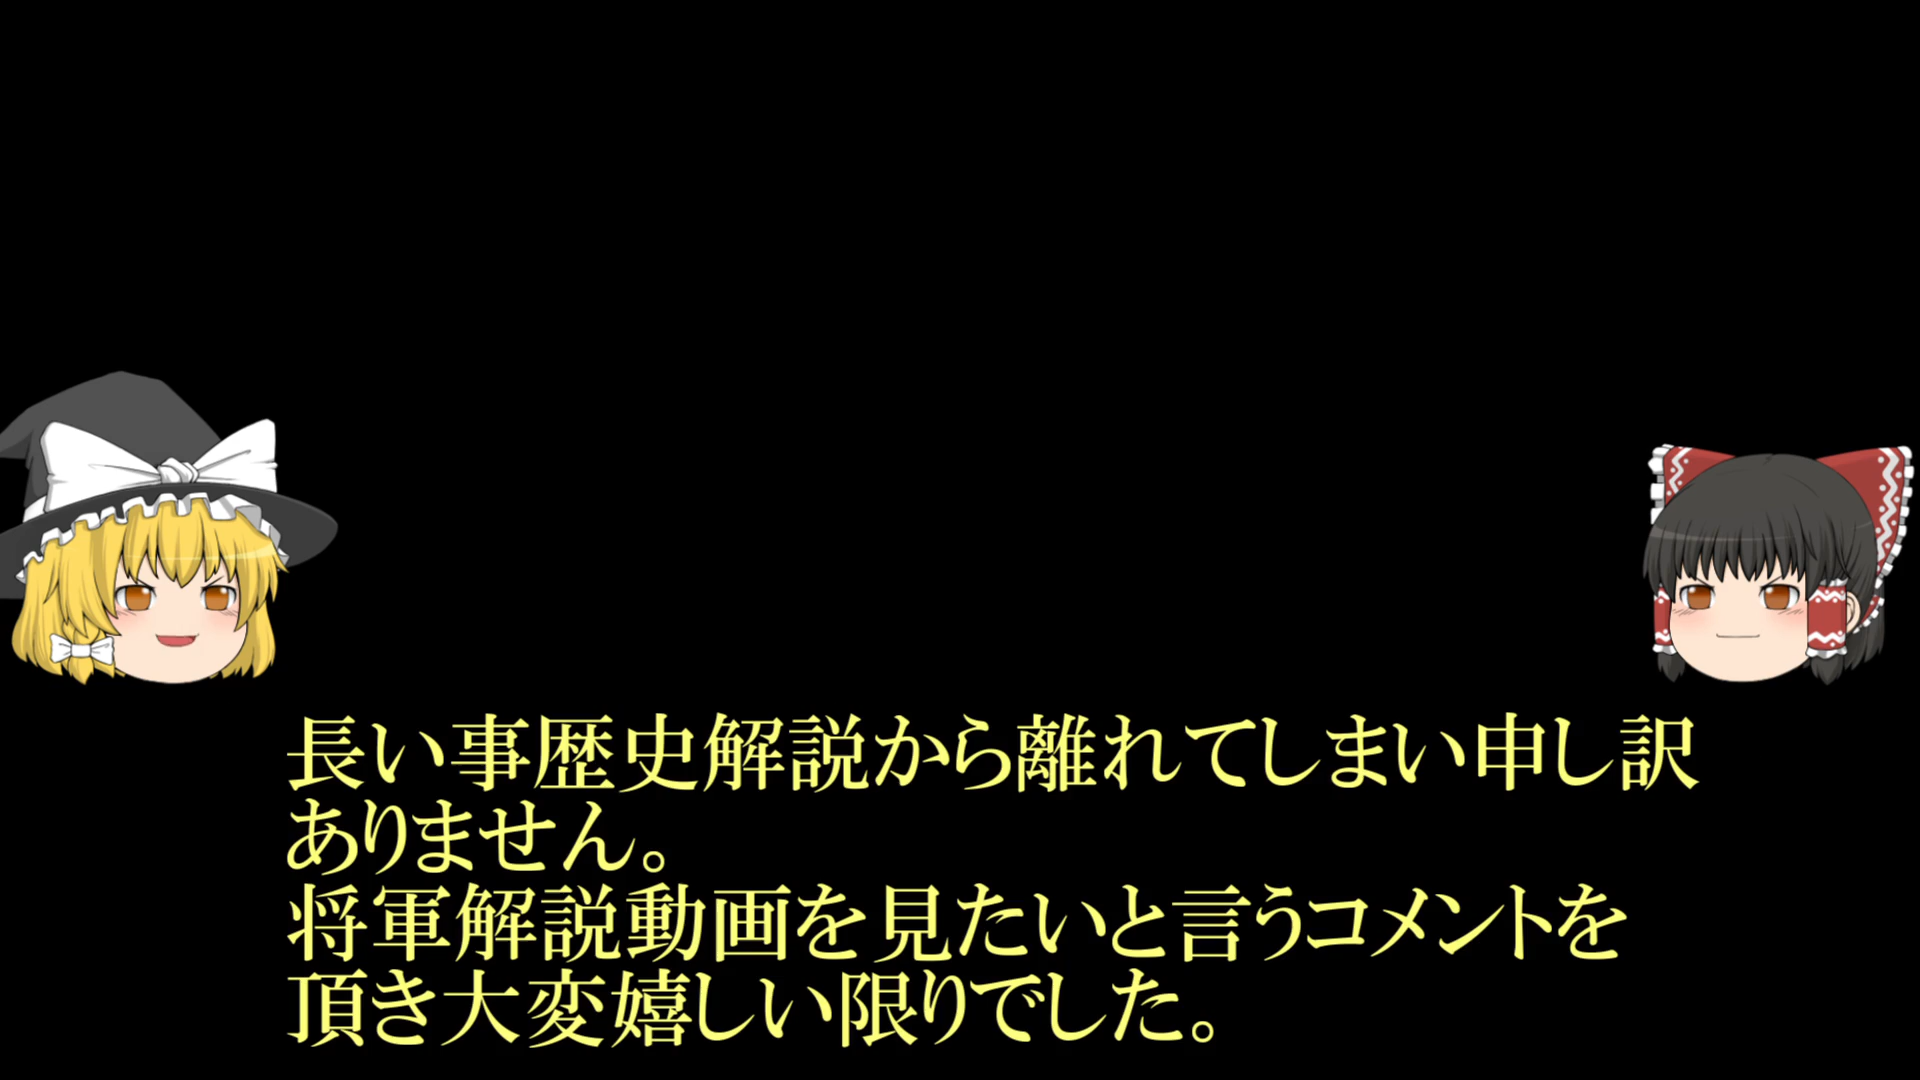 長い事歴史解説から離れてしまい申し訳
ありません。
将軍解説動画を見たいと言うコメントを
頂き大変嬉しい限りでした。